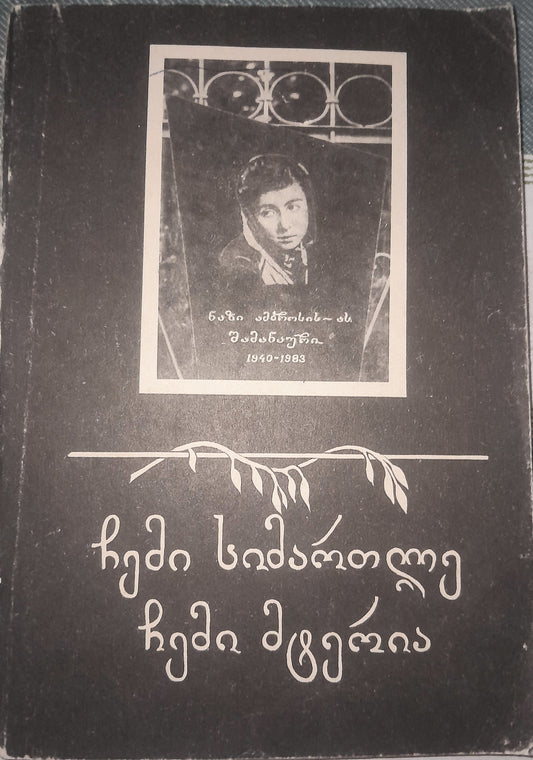 ნაზი ამბროსის~ას
შამანაური
1940-1983
ჩემი სიმართლე
ჩემი მტერია